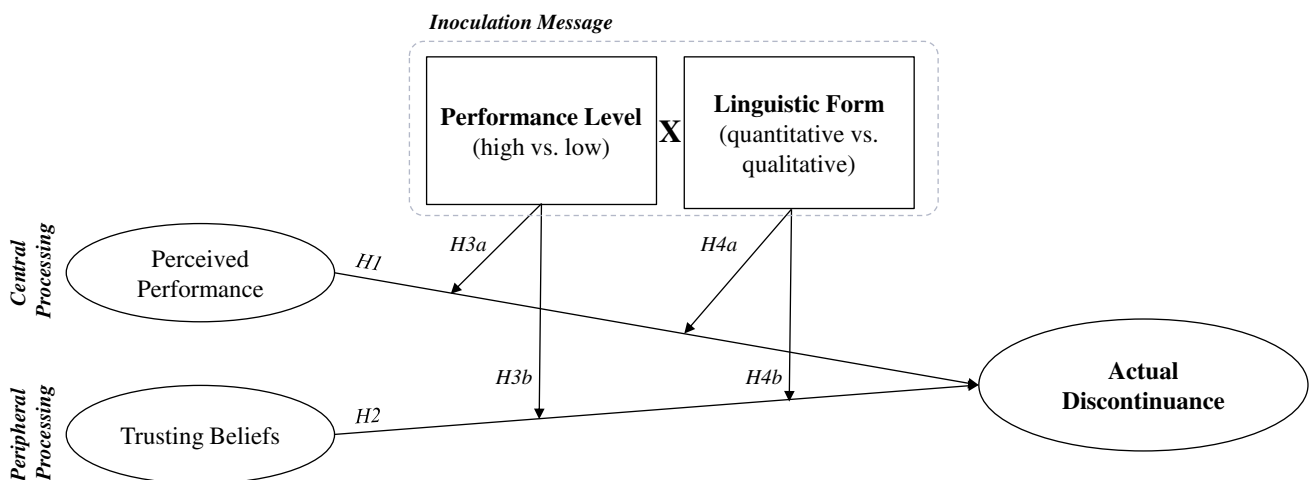 Inoculation Message
Performance Level
(high vs. low)
X
Linguistic Form
(quantitative vs.
qualitative)
Central
Processing
Perceived
Performance
H1
H3a
H4a
H3b
H4b
Peripheral
Processing
Trusting Beliefs
H2
Actual
Discontinuance